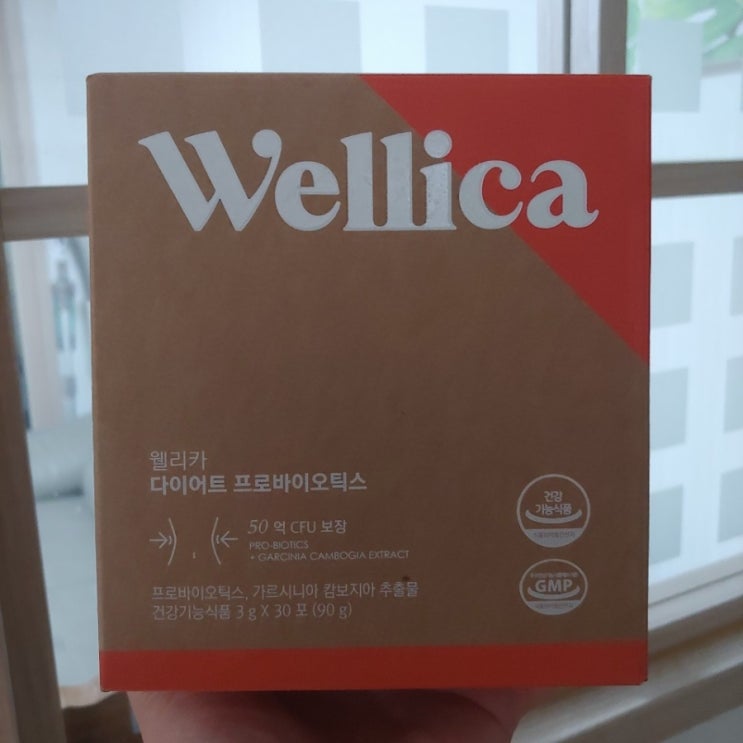 Wellica
웰리카
다이어트 프로바이오틱스
50 억 CFU 보장
PRO-BIOTICS
+ GARCINIA CAMBOGIA EXTRACT
프로바이오틱스, 가르시니아 캄보지아 추출물
건강기능식품 3 g X 30 포 (90 g)
건강
기능식품
GMP